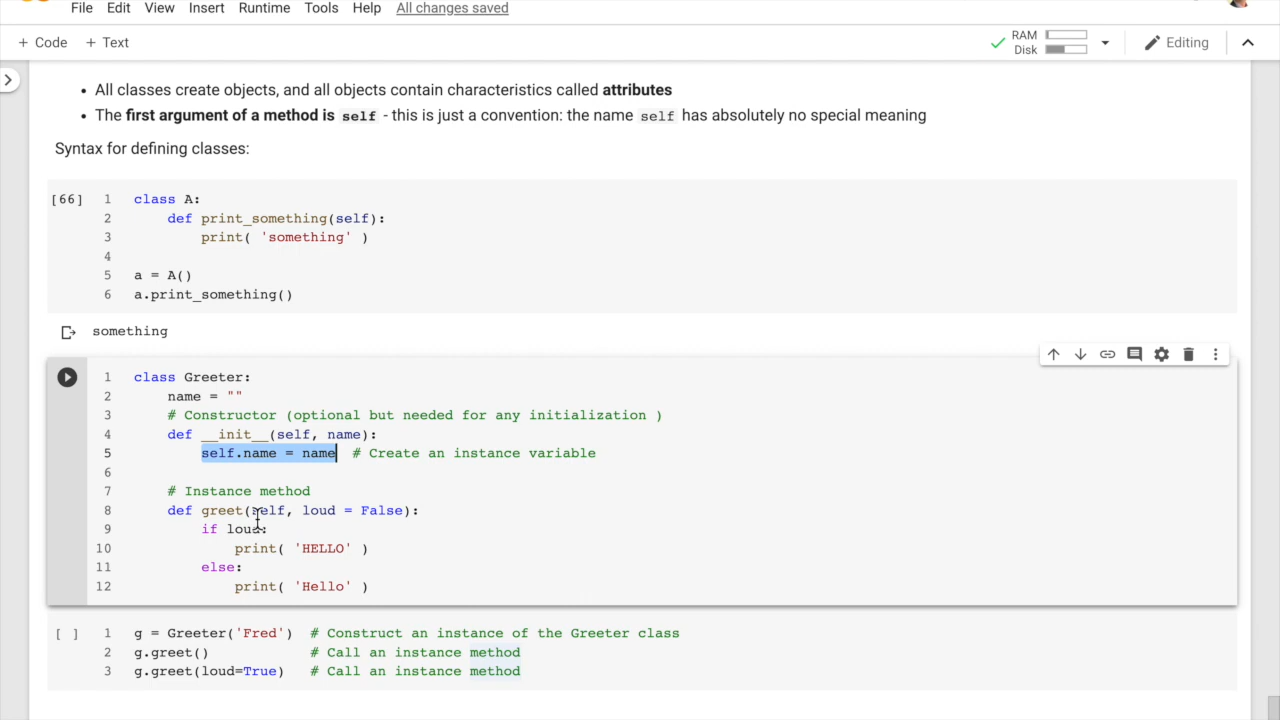 File Edit View Insert Runtime Tools Help All changes saved
+ Code + Text RAM Disk Editing
• All classes create objects, and all objects contain characteristics called attributes
• The first argument of a method is self - this is just a convention: the name self has absolutely no special meaning
Syntax for defining classes:
[66] 1 class A:
2 def print_something(self):
3 print( 'something' )
4
5 a = A()
6 a.print_something()
something
1 class Greeter:
2 name = ""
3 # Constructor (optional but needed for any initialization )
4 def __init__(self, name):
5 self.name = name # Create an instance variable
6
7 # Instance method
8 def greet(self, loud = False):
9 if loud:
10 print( 'HELLO' )
11 else:
12 print( 'Hello' )
[ ] 1 g = Greeter('Fred') # Construct an instance of the Greeter class
2 g.greet() # Call an instance method
3 g.greet(loud=True) # Call an instance method